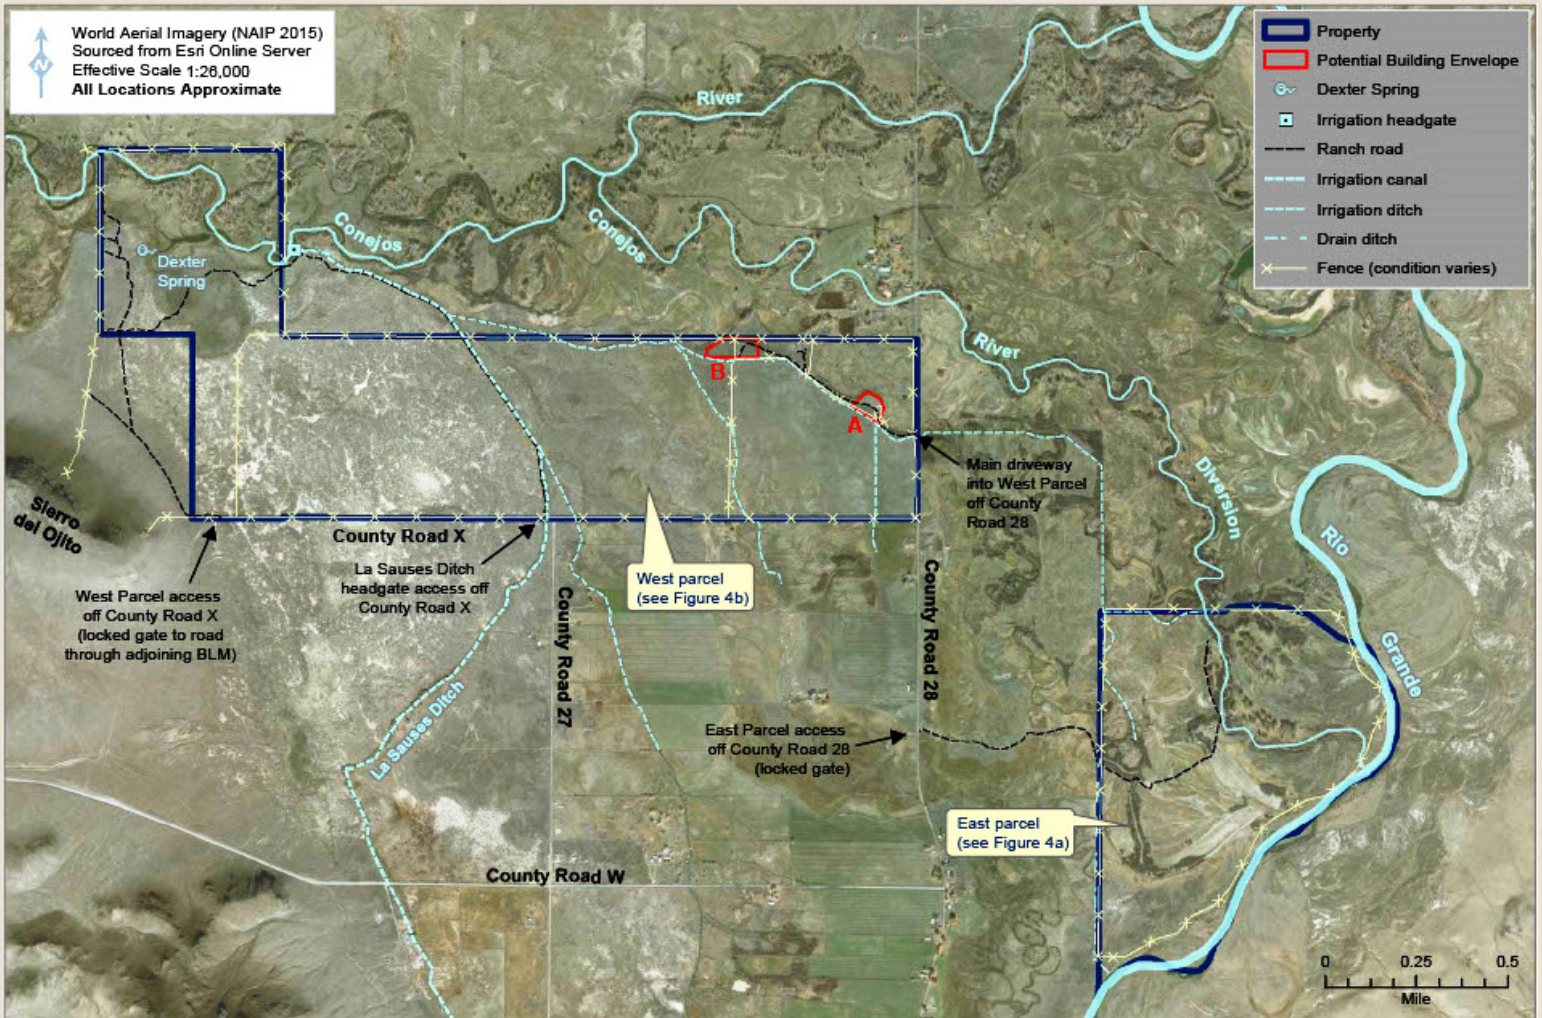 World Aerial Imagery (NAIP 2015)
Sourced from Esri Online Server
Effective Scale 1:26,000
All Locations Approximate
N
Property
Potential Building Envelope
Dexter Spring
Irrigation headgate
Ranch road
Irrigation canal
Irrigation ditch
Drain ditch
Fence (condition varies)
River
Conejos
Conejos
Dexter
Spring
River
B
A
Main driveway
into West Parcel
off County
Road 28
Diversion
Rio
Grande
Sierro
del Ojito
County Road X
West Parcel access
off County Road X
(locked gate to road
through adjoining BLM)
La Sauses Ditch
headgate access off
County Road X
West parcel
(see Figure 4b)
County Road 27
County Road 28
La Sauses Ditch
East Parcel access
off County Road 28
(locked gate)
East parcel
(see Figure 4a)
County Road W
0 0.25 0.5
Mile